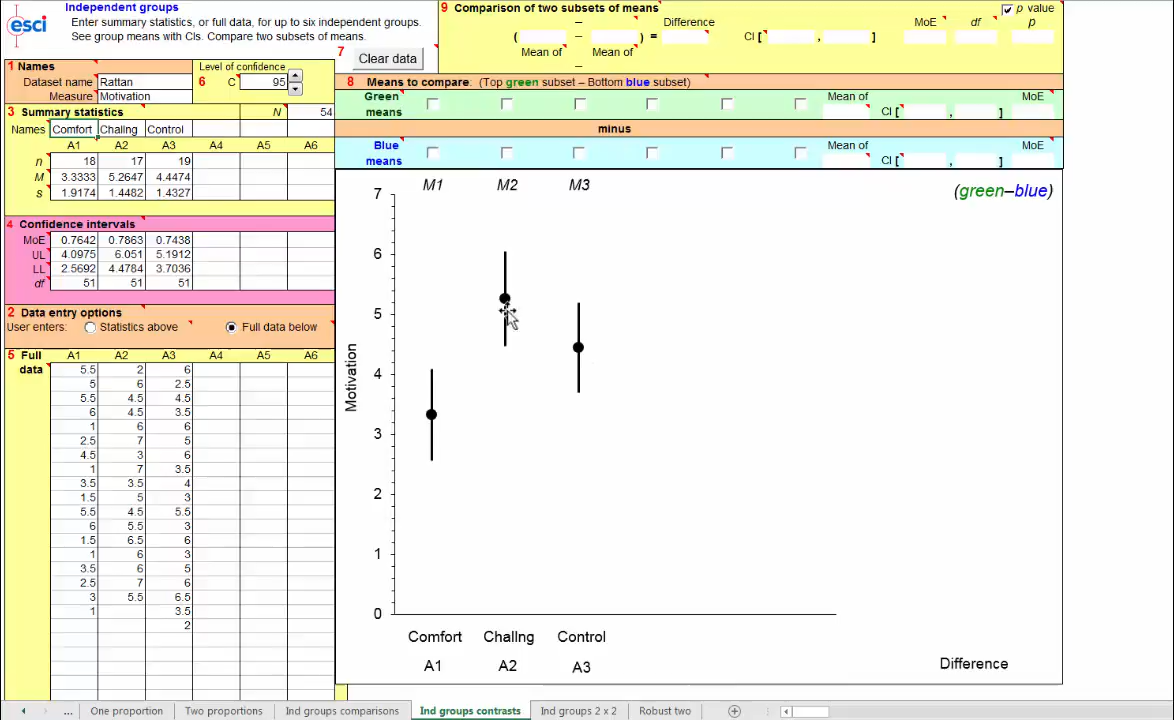 esci
Independent groups
Enter summary statistics, or full data, for up to six independent groups.
See group means with CIs. Compare two subsets of means.
7 Clear data
9 Comparison of two subsets of means
p value
– Difference MoE df p
( – ) = CI [ , ]
Mean of Mean of
–
1 Names
Dataset name Rattan
Measure Motivation
Level of confidence
6 C 95
8 Means to compare: (Top green subset – Bottom blue subset)
Green means Mean of CI [ , ] MoE
minus
Blue means Mean of CI [ , ] MoE
3 Summary statistics N 54
Names Comfort Challng Control
A1 A2 A3 A4 A5 A6
n 18 17 19
M 3.3333 5.2647 4.4474
s 1.9174 1.4482 1.4327
4 Confidence intervals
MoE 0.7642 0.7863 0.7438
UL 4.0975 6.051 5.1912
LL 2.5692 4.4784 3.7036
df 51 51 51
2 Data entry options
User enters: Statistics above Full data below
5 Full data A1 A2 A3 A4 A5 A6
5.5 2 6
5 6 2.5
5.5 4.5 4.5
6 4.5 3.5
1 6 6
2.5 7 5
4.5 3 6
1 7 3.5
3.5 3.5 4
1.5 5 3
5.5 4.5 5.5
6 5.5 3
1.5 6.5 6
1 6 3
3.5 6 5
2.5 7 6
3 5.5 6.5
1 3.5
2
M1 M2 M3
(green–blue)
7
6
5
4
3
2
1
0
Motivation
Comfort Challng Control
A1 A2 A3
Difference
... One proportion Two proportions Ind groups comparisons Ind groups contrasts Ind groups 2 x 2 Robust two